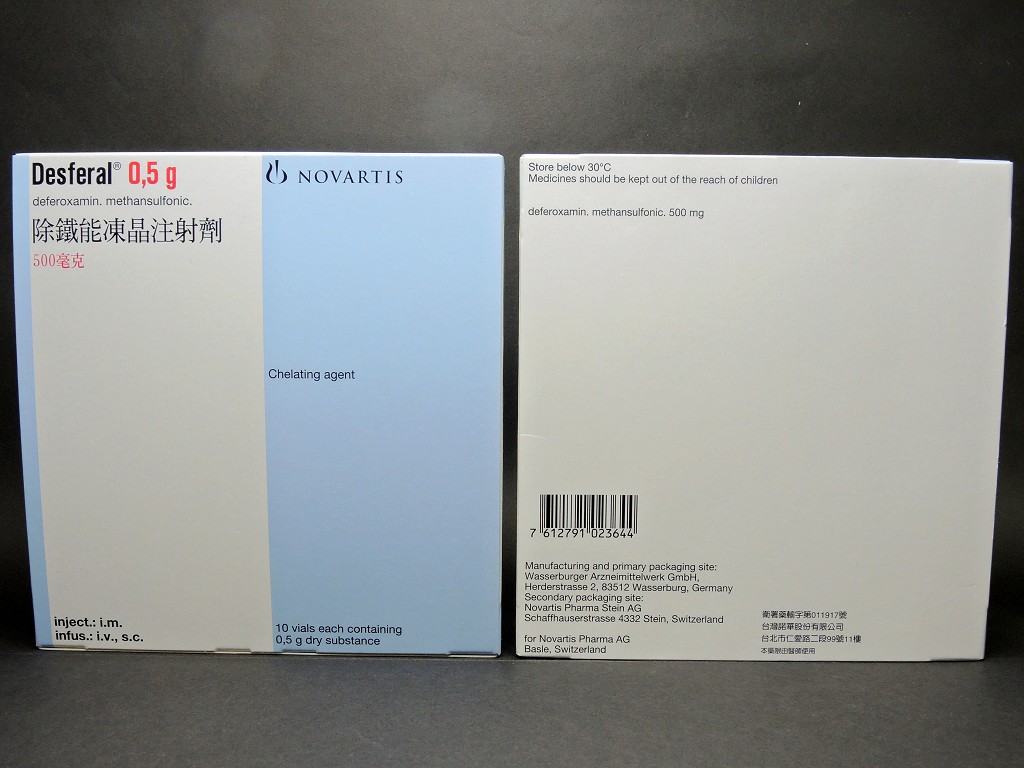 Desferal® 0,5 g
deferoxamin. methansulfonic.
除鐵能凍晶注射劑
500毫克
NOVARTIS
Chelating agent
inject.: i.m.
infus.: i.v., s.c.
10 vials each containing
0,5 g dry substance
Store below 30°C
Medicines should be kept out of the reach of children
deferoxamin. methansulfonic. 500 mg
7 612791 023644
Manufacturing and primary packaging site:
Wasserburger Arzneimittelwerk GmbH,
Herderstrasse 2, 83512 Wasserburg, Germany
Secondary packaging site:
Novartis Pharma Stein AG
Schaffhauserstrasse 4332 Stein, Switzerland
for Novartis Pharma AG
Basle, Switzerland
衛署藥輸字第011917號
台灣諾華股份有限公司
台北市仁愛路二段99號11樓
本藥限由醫師使用